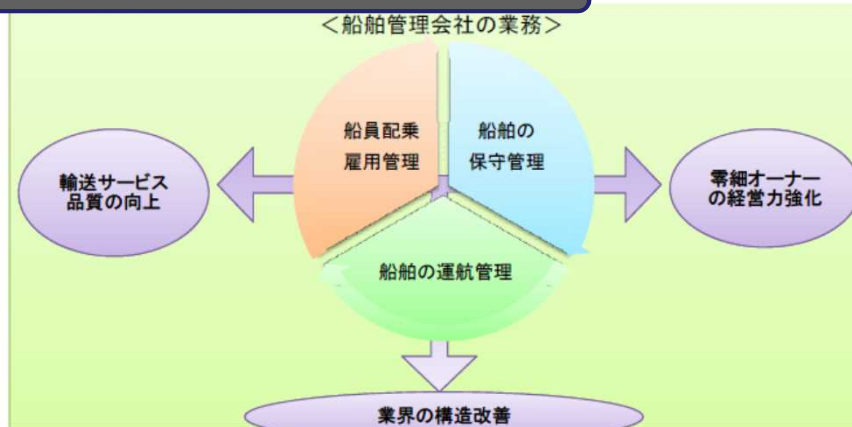 <船舶管理会社の業務>
船員配乗
雇用管理
船舶の
保守管理
輸送サービス
品質の向上
零細オーナー
の経営力強化
船舶の運航管理
業界の構造改善